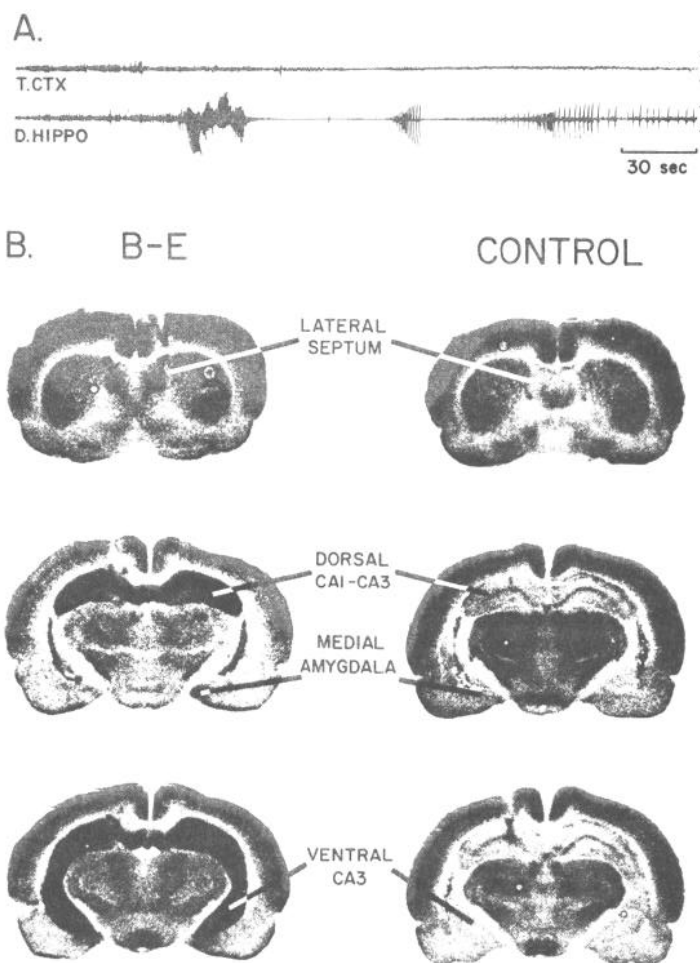 A.
T.CTX
D.HIPPO
30 sec
B. B-E CONTROL
LATERAL
SEPTUM
DORSAL
CA1-CA3
MEDIAL
AMYGDALA
VENTRAL
CA3